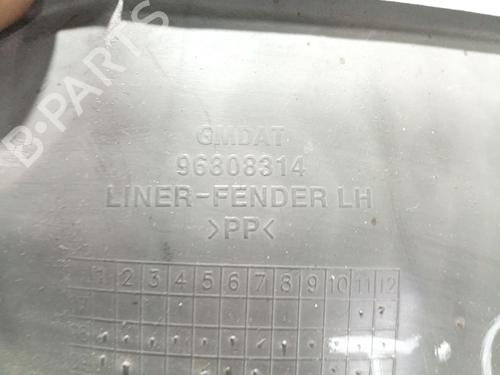 GMDAT
96808314
LINER-FENDER LH
>PP<
1 2 3 4 5 6 7 8 9 10 11 12
B-PARTS